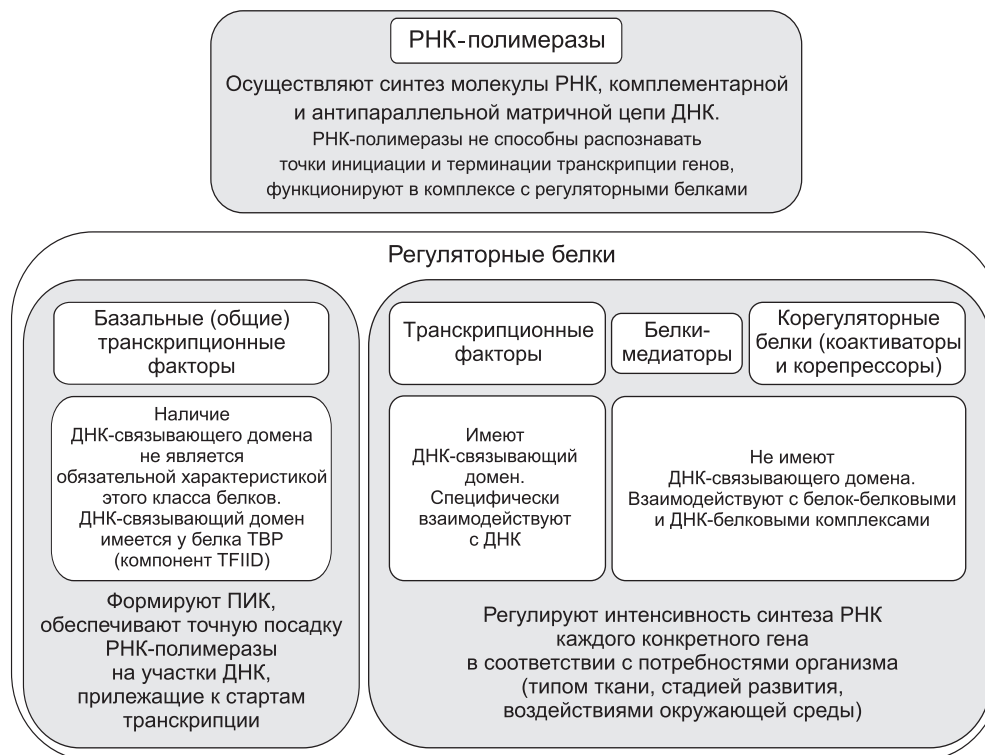 РНК-полимеразы
Осуществляют синтез молекулы РНК, комплементарной
и антипараллельной матричной цепи ДНК.
РНК-полимеразы не способны распознавать
точки инициации и терминации транскрипции генов,
функционируют в комплексе с регуляторными белками
Регуляторные белки
Базальные (общие)
транскрипционные
факторы
Наличие
ДНК-связывающего домена
не является
обязательной характеристикой
этого класса белков.
ДНК-связывающий домен
имеется у белка TBP
(компонент TFIID)
Формируют ПИК,
обеспечивают точную посадку
РНК-полимеразы
на участки ДНК,
прилежащие к стартам
транскрипции
Транскрипционные
факторы
Белки-
медиаторы
Корегуляторные
белки (коактиваторы
и корепрессоры)
Имеют
ДНК-связывающий
домен.
Специфически
взаимодействуют
с ДНК
Не имеют
ДНК-связывающего домена.
Взаимодействуют с белок-белковыми
и ДНК-белковыми комплексами
Регулируют интенсивность синтеза РНК
каждого конкретного гена
в соответствии с потребностями организма
(типом ткани, стадией развития,
воздействиями окружающей среды)